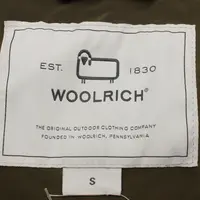 EST. 1830
WOOLRICH®
THE ORIGINAL OUTDOOR CLOTHING COMPANY
FOUNDED IN WOOLRICH, PENNSYLVANIA
S